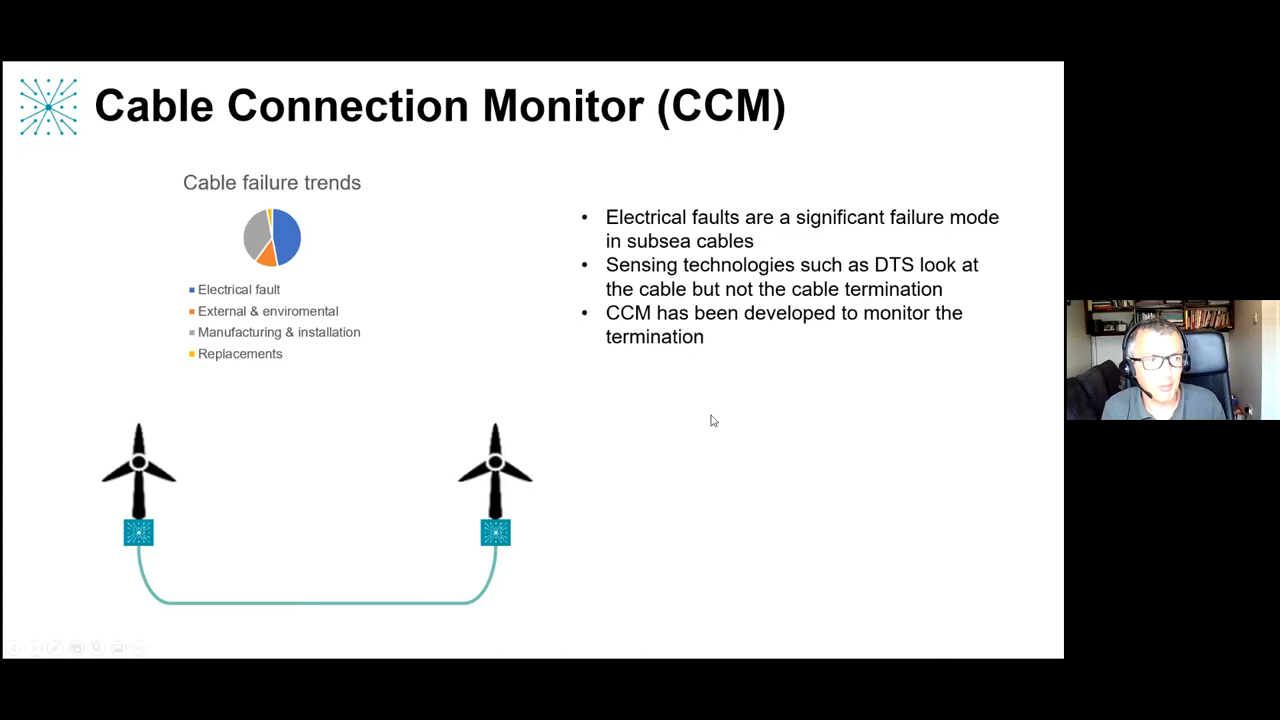 Cable Connection Monitor (CCM)
Cable failure trends
Electrical fault
External & enviromental
Manufacturing & installation
Replacements
• Electrical faults are a significant failure mode
in subsea cables
• Sensing technologies such as DTS look at
the cable but not the cable termination
• CCM has been developed to monitor the
termination